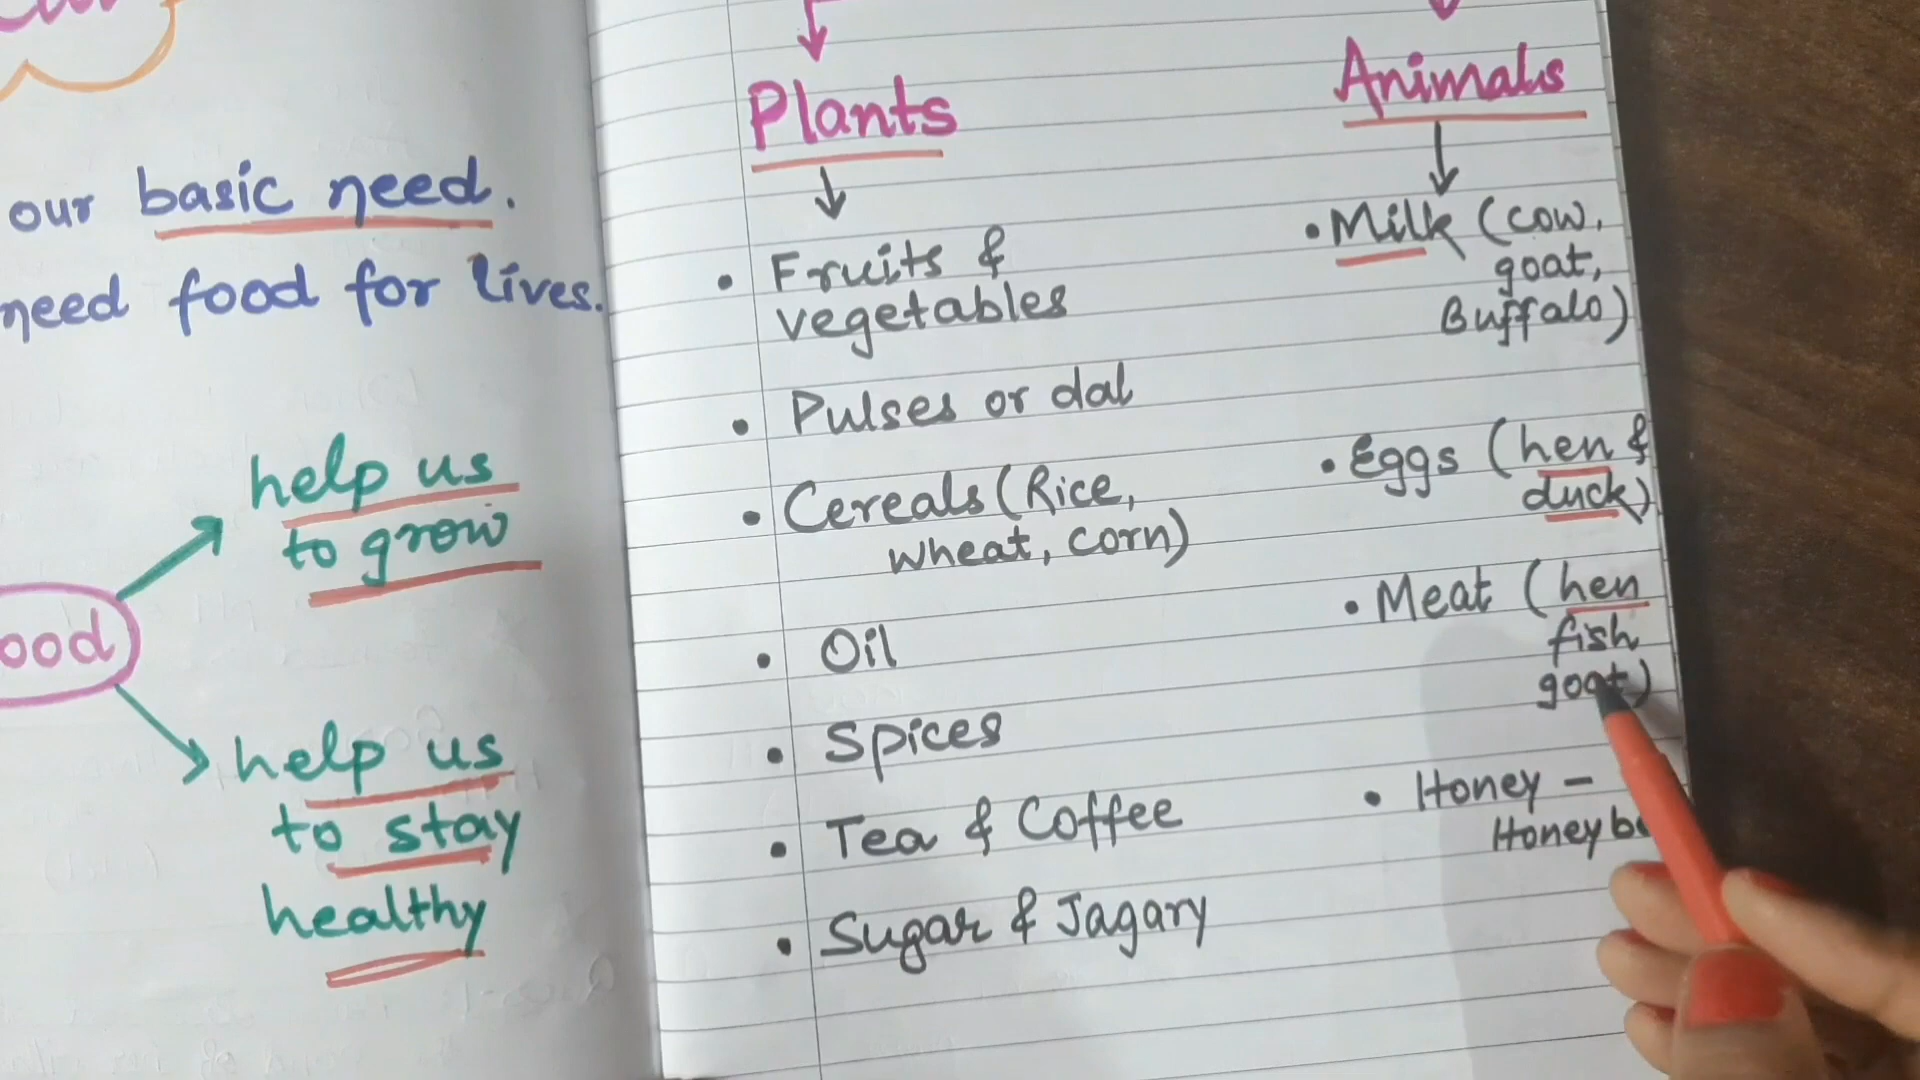 our basic need.
need food for lives.
help us
to grow
ood
help us
to stay
healthy
Plants
• Fruits &
vegetables
• Pulses or dal
• Cereals (Rice,
wheat, corn)
• Oil
• Spices
• Tea & Coffee
• Sugar & Jagary
Animals
• Milk (cow,
goat,
Buffalo)
• Eggs (hen &
duck)
• Meat (hen
fish
goat)
• Honey -
Honeyb